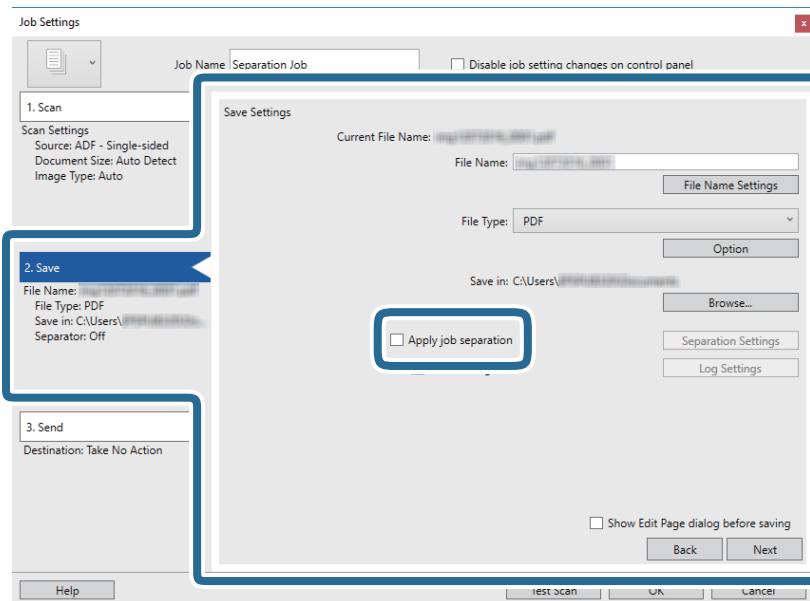 Job Settings
x
Job Name Separation Job
Disable job setting changes on control panel
1. Scan
Scan Settings
Source: ADF - Single-sided
Document Size: Auto Detect
Image Type: Auto
2. Save
File Name:
File Type: PDF
Save in: C:\Users\
Separator: Off
3. Send
Destination: Take No Action
Save Settings
Current File Name:
File Name:
File Name Settings
File Type: PDF
Option
Save in: C:\Users\
Browse...
Apply job separation
Separation Settings
Log Settings
Show Edit Page dialog before saving
Back
Next
Help
Test Scan
OK
Cancel